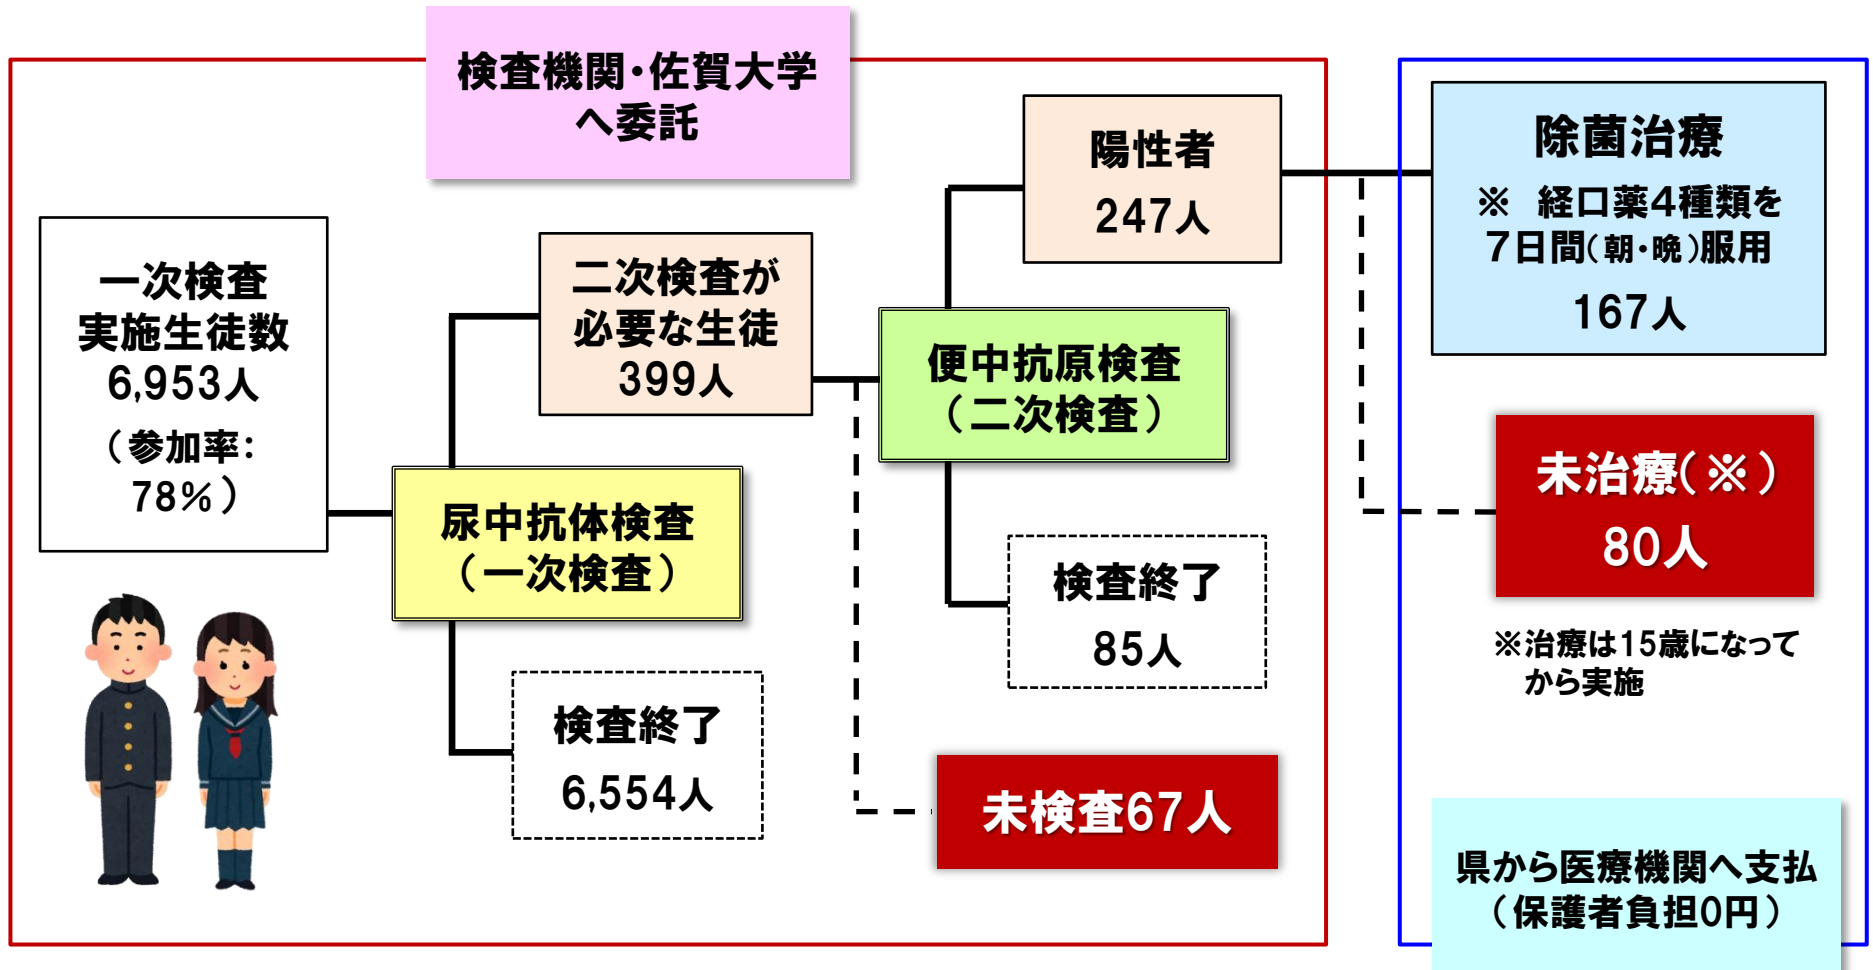 検査機関・佐賀大学
へ委託
一次検査
実施生徒数
6,953人
（参加率：
78％）
尿中抗体検査
（一次検査）
二次検査が
必要な生徒
399人
検査終了
6,554人
便中抗原検査
（二次検査）
陽性者
247人
検査終了
85人
未検査67人
除菌治療
※　経口薬４種類を
７日間（朝・晩）服用
167人
未治療（※）
80人
※治療は15歳になって
から実施
県から医療機関へ支払
（保護者負担0円）